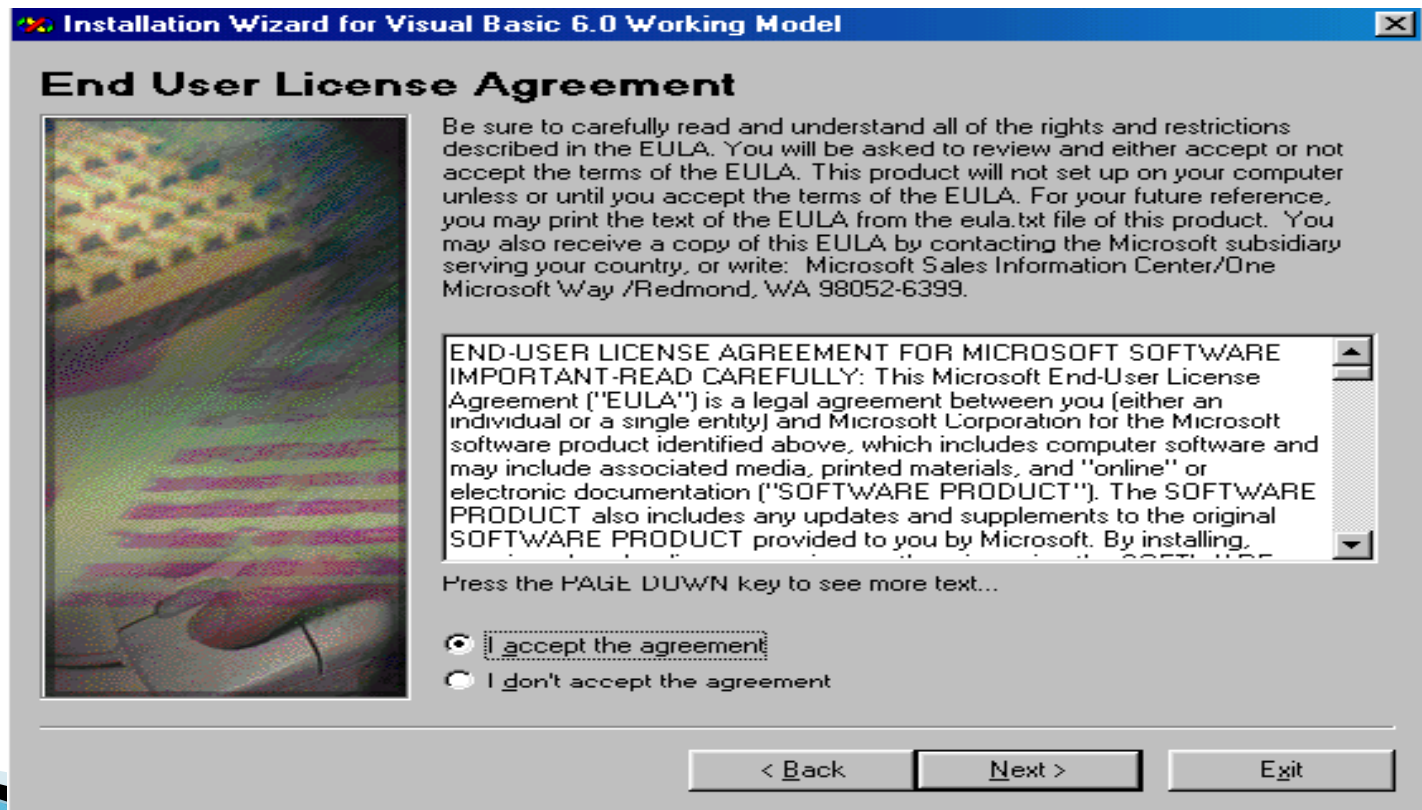 Installation Wizard for Visual Basic 6.0 Working Model
End User License Agreement
Be sure to carefully read and understand all of the rights and restrictions
described in the EULA. You will be asked to review and either accept or not
accept the terms of the EULA. This product will not set up on your computer
unless or until you accept the terms of the EULA. For your future reference,
you may print the text of the EULA from the eula.txt file of this product.  You
may also receive a copy of this EULA by contacting the Microsoft subsidiary
serving your country, or write:  Microsoft Sales Information Center/One
Microsoft Way /Redmond, WA 98052-6399.
END-USER LICENSE AGREEMENT FOR MICROSOFT SOFTWARE
IMPORTANT-READ CAREFULLY: This Microsoft End-User License
Agreement ("EULA") is a legal agreement between you (either an
individual or a single entity) and Microsoft Corporation for the Microsoft
software product identified above, which includes computer software and
may include associated media, printed materials, and "online" or
electronic documentation ("SOFTWARE PRODUCT"). The SOFTWARE
PRODUCT also includes any updates and supplements to the original
SOFTWARE PRODUCT provided to you by Microsoft. By installing,
Press the PAGE DOWN key to see more text...
I accept the agreement
I don't accept the agreement
< Back
Next >
Exit